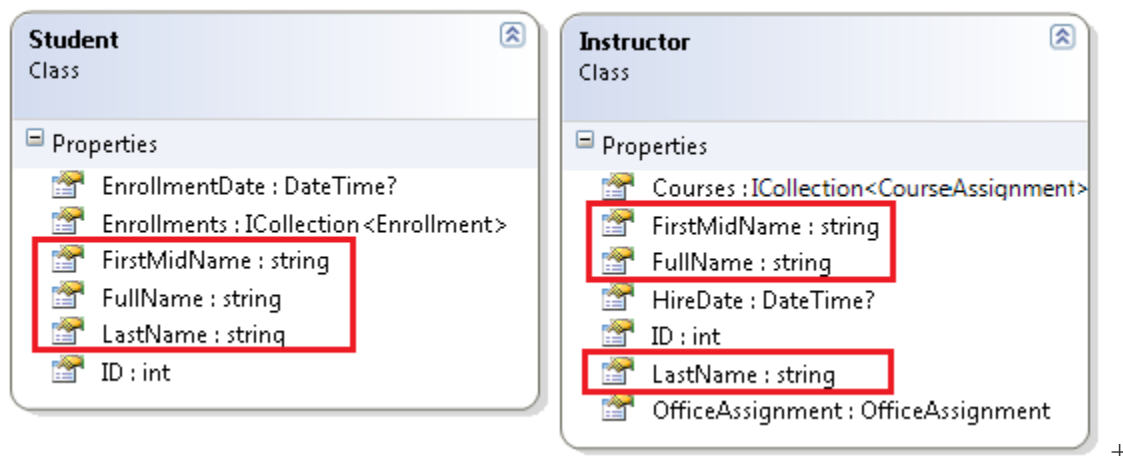 Student
Class
Properties
EnrollmentDate : DateTime?
Enrollments : ICollection<Enrollment>
FirstMidName : string
FullName : string
LastName : string
ID : int
Instructor
Class
Properties
Courses : ICollection<CourseAssignment>
FirstMidName : string
FullName : string
HireDate : DateTime?
ID : int
LastName : string
OfficeAssignment : OfficeAssignment